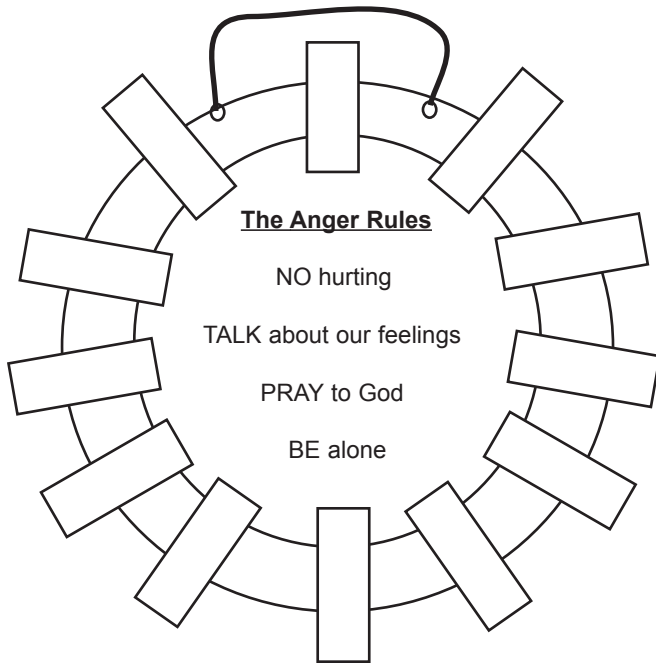 The Anger Rules
NO hurting
TALK about our feelings
PRAY to God
BE alone